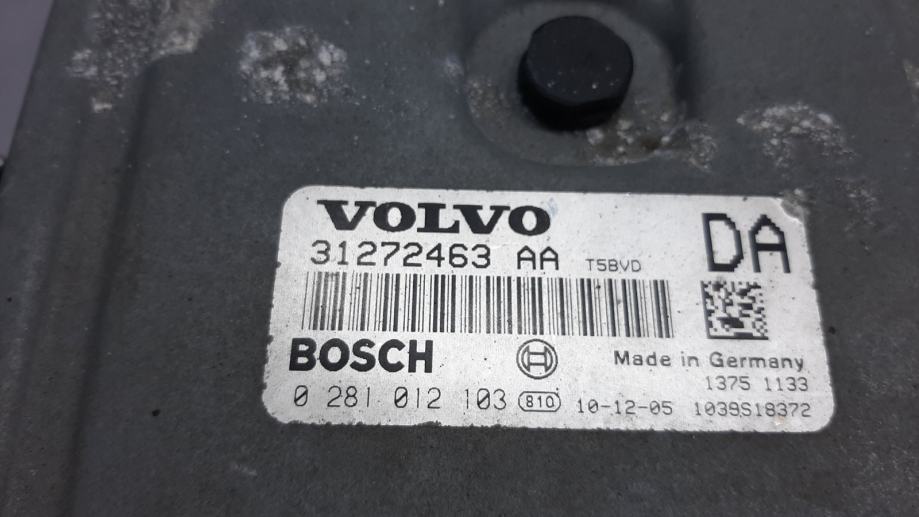 VOLVO
31272463 AA T5BVD
DA
BOSCH
Made in Germany
1375 1133
0 281 012 103 810 10-12-05 1039S18372